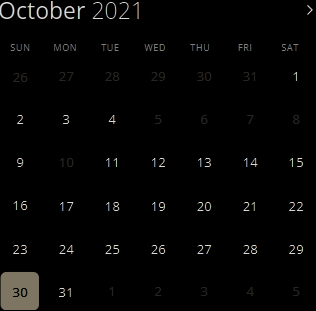 October 2021
SUN MON TUE WED THU FRI SAT
26 27 28 29 30 31 1
2 3 4 5 6 7 8
9 10 11 12 13 14 15
16 17 18 19 20 21 22
23 24 25 26 27 28 29
30 31 1 2 3 4 5